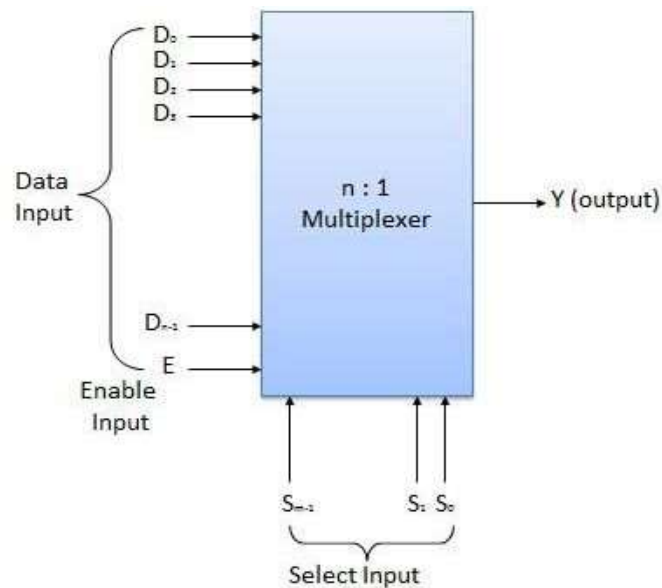 D₀
D₁
D₂
D₃
Data
Input
n : 1
Multiplexer
Y (output)
Dₙ₋₁
E
Enable
Input
Sₘ₋₁
S₁ S₀
Select Input